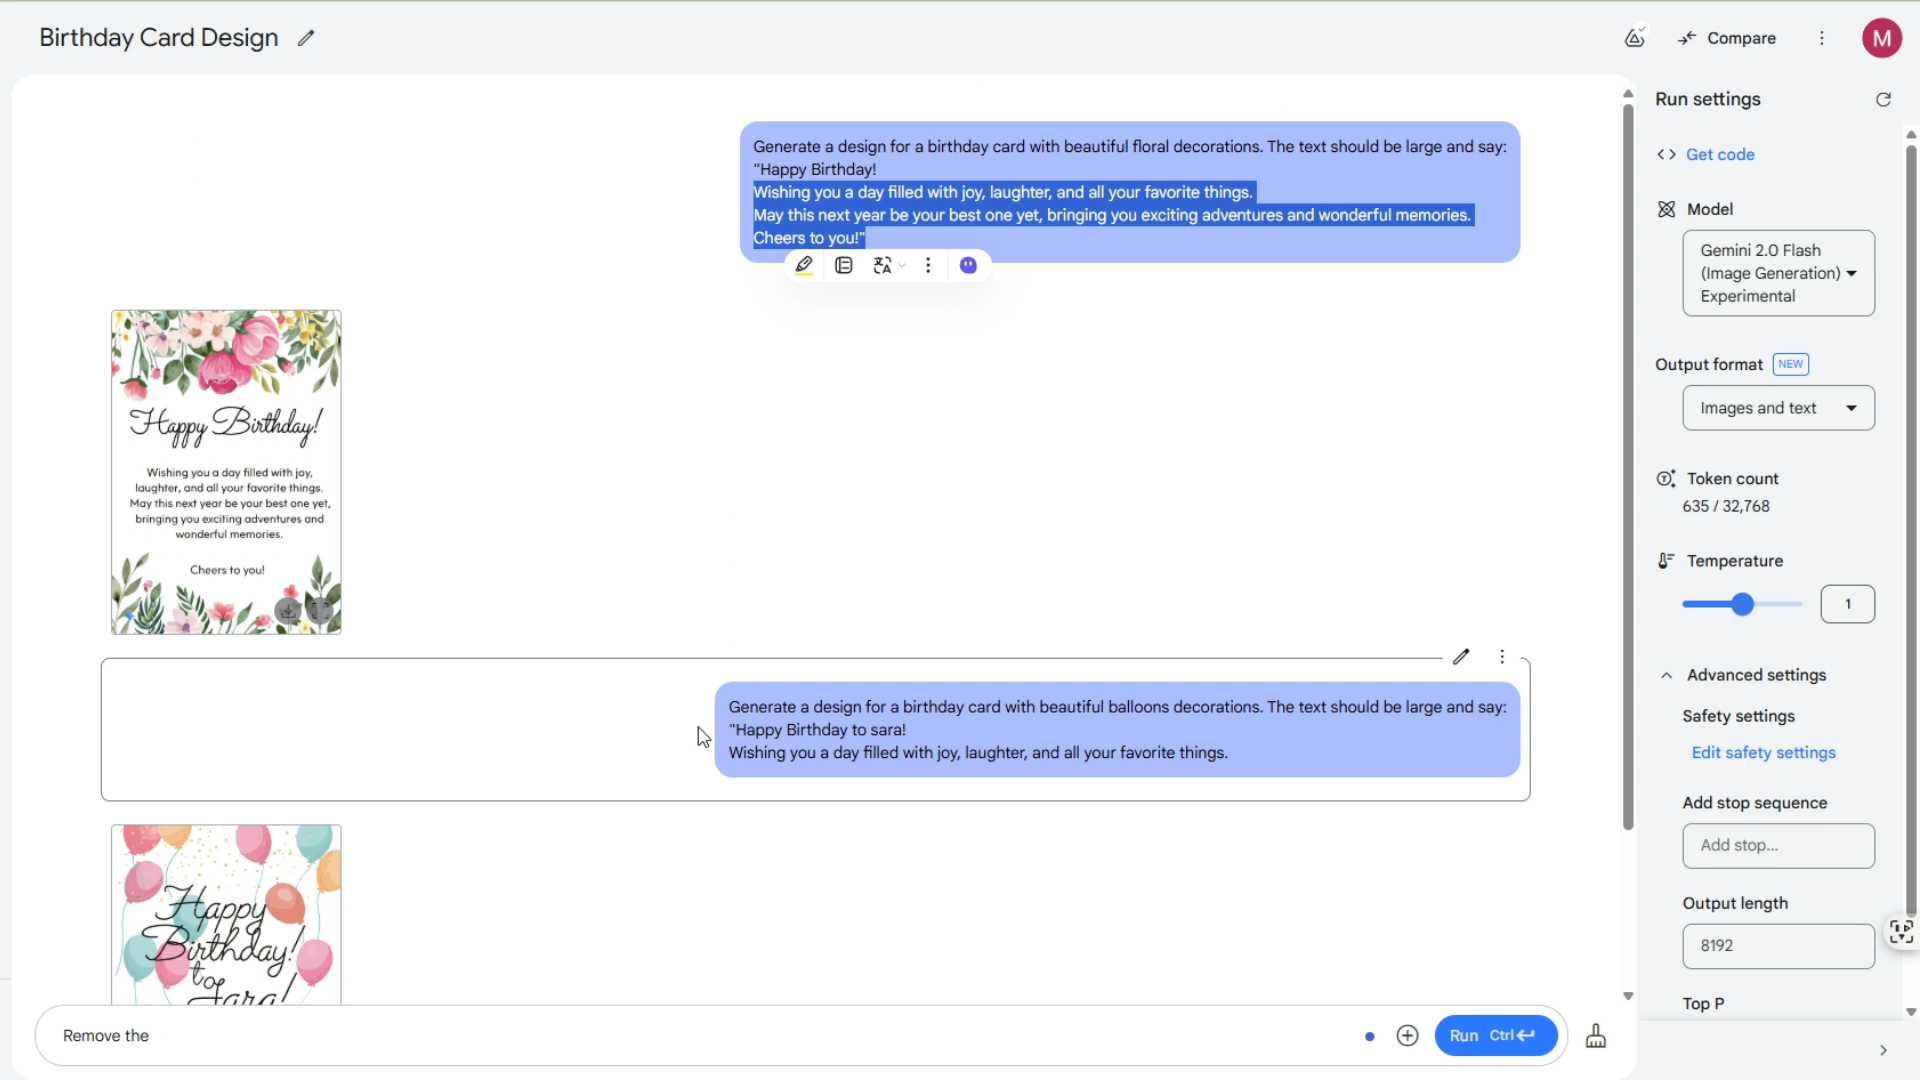 Birthday Card Design
Compare
M
Generate a design for a birthday card with beautiful floral decorations. The text should be large and say:
"Happy Birthday!
Wishing you a day filled with joy, laughter, and all your favorite things.
May this next year be your best one yet, bringing you exciting adventures and wonderful memories.
Cheers to you!"
Happy Birthday!
Wishing you a day filled with joy,
laughter, and all your favorite things.
May this next year be your best one yet,
bringing you exciting adventures and
wonderful memories.
Cheers to you!
Generate a design for a birthday card with beautiful balloons decorations. The text should be large and say:
"Happy Birthday to sara!
Wishing you a day filled with joy, laughter, and all your favorite things.
Happy
Birthday!
to
Sara!
Remove the
Run Ctrl
Run settings
Get code
Model
Gemini 2.0 Flash
(Image Generation)
Experimental
Output format NEW
Images and text
Token count
635 / 32,768
Temperature
1
Advanced settings
Safety settings
Edit safety settings
Add stop sequence
Add stop...
Output length
8192
Top P